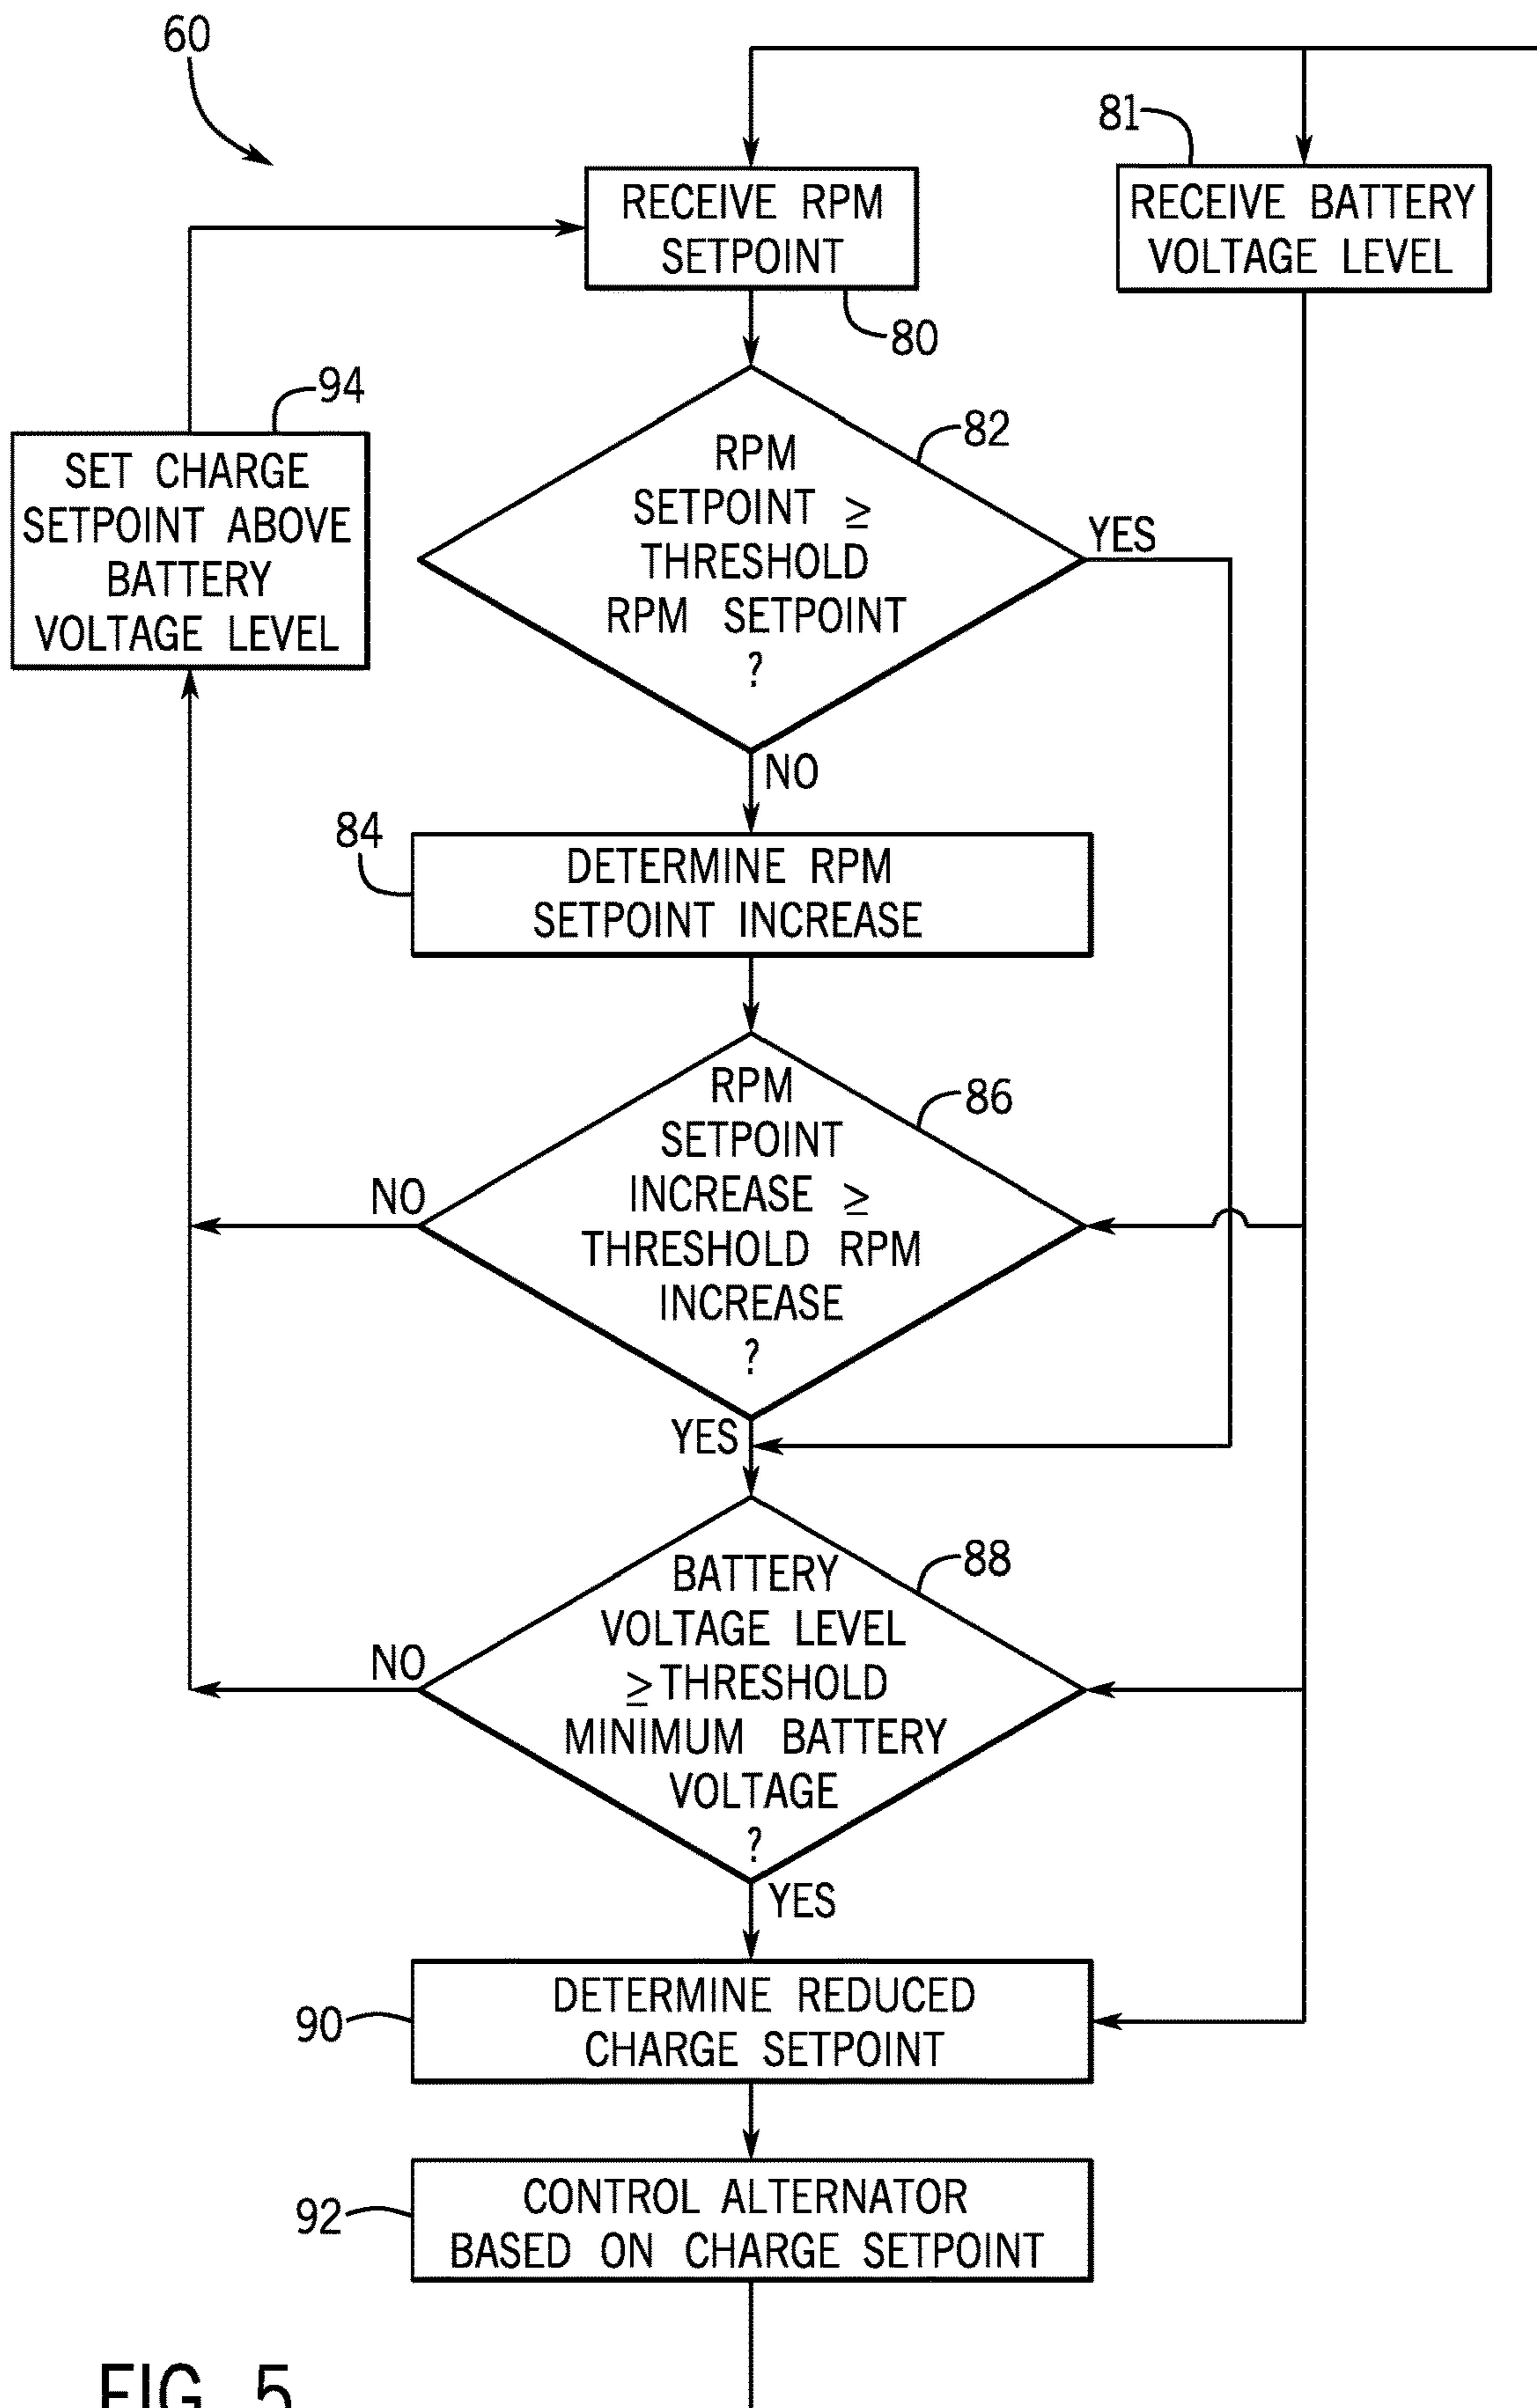 60
81
RECEIVE RPM
SETPOINT
RECEIVE BATTERY
VOLTAGE LEVEL
80
94
SET CHARGE
SETPOINT ABOVE
BATTERY
VOLTAGE LEVEL
82
RPM
SETPOINT ≥
THRESHOLD
RPM SETPOINT
?
YES
NO
84
DETERMINE RPM
SETPOINT INCREASE
86
RPM
SETPOINT
INCREASE ≥
THRESHOLD RPM
INCREASE
?
NO
YES
88
BATTERY
VOLTAGE LEVEL
≥ THRESHOLD
MINIMUM BATTERY
VOLTAGE
?
NO
YES
90
DETERMINE REDUCED
CHARGE SETPOINT
92
CONTROL ALTERNATOR
BASED ON CHARGE SETPOINT
FIG. 5